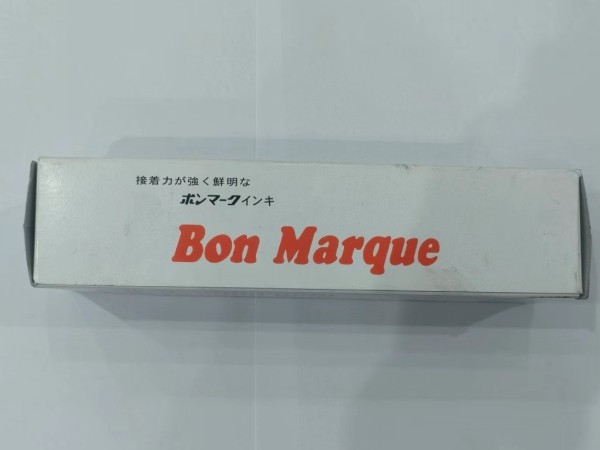 接着力が強く鮮明な
ボンマークインキ
Bon Marque